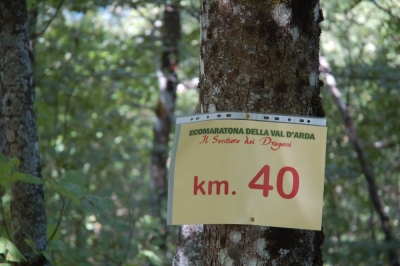 ECOMARATONA DELLA VAL D'ARDA
Il Sentiero dei Dragoni
km. 40